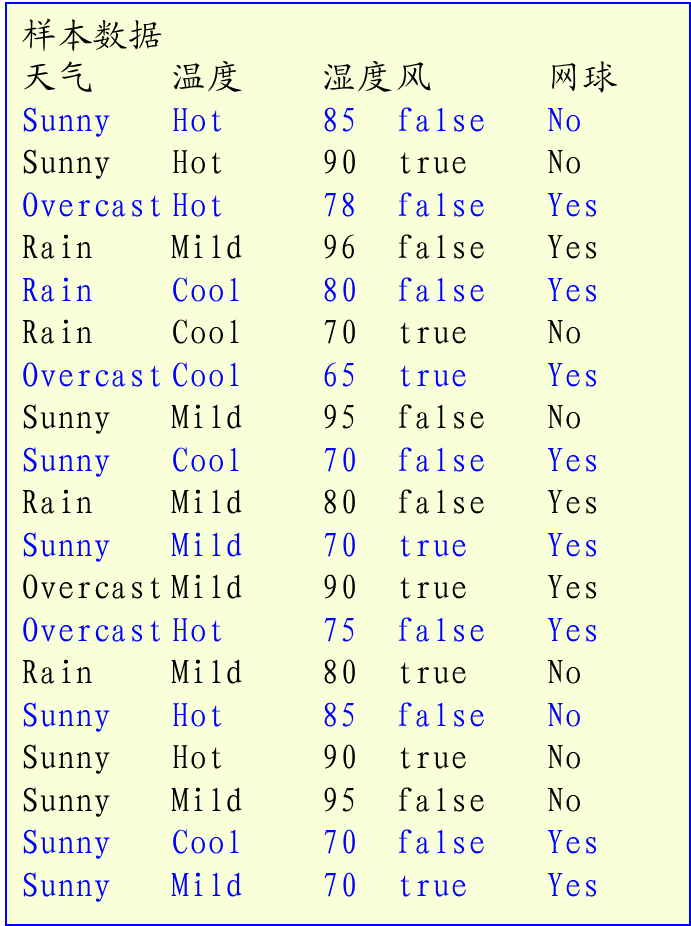 样本数据
天气 温度 湿度 风 网球
Sunny Hot 85 false No
Sunny Hot 90 true No
Overcast Hot 78 false Yes
Rain Mild 96 false Yes
Rain Cool 80 false Yes
Rain Cool 70 true No
Overcast Cool 65 true Yes
Sunny Mild 95 false No
Sunny Cool 70 false Yes
Rain Mild 80 false Yes
Sunny Mild 70 true Yes
Overcast Mild 90 true Yes
Overcast Hot 75 false Yes
Rain Mild 80 true No
Sunny Hot 85 false No
Sunny Hot 90 true No
Sunny Mild 95 false No
Sunny Cool 70 false Yes
Sunny Mild 70 true Yes